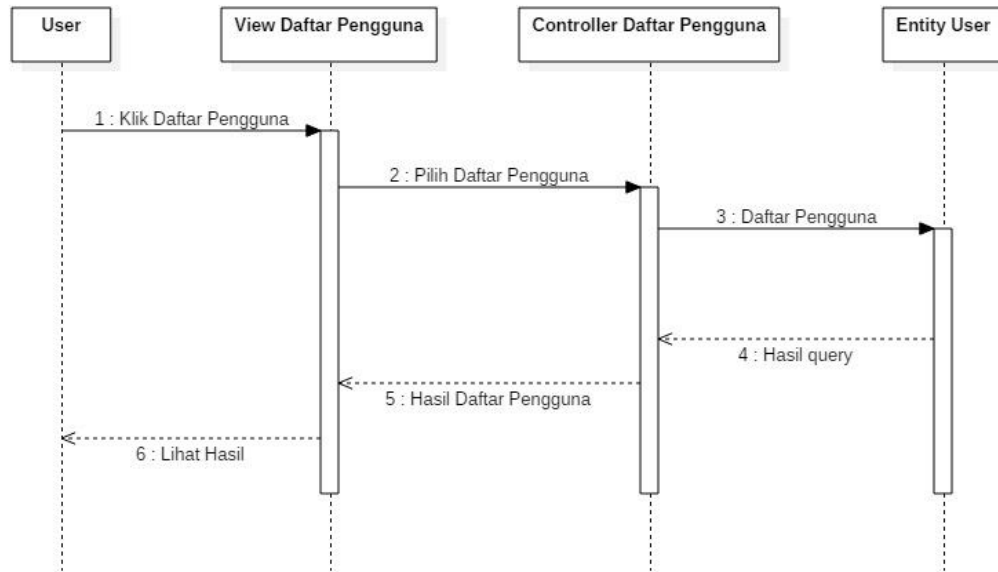 User
View Daftar Pengguna
Controller Daftar Pengguna
Entity User
1 : Klik Daftar Pengguna
2 : Pilih Daftar Pengguna
3 : Daftar Pengguna
4 : Hasil query
5 : Hasil Daftar Pengguna
6 : Lihat Hasil